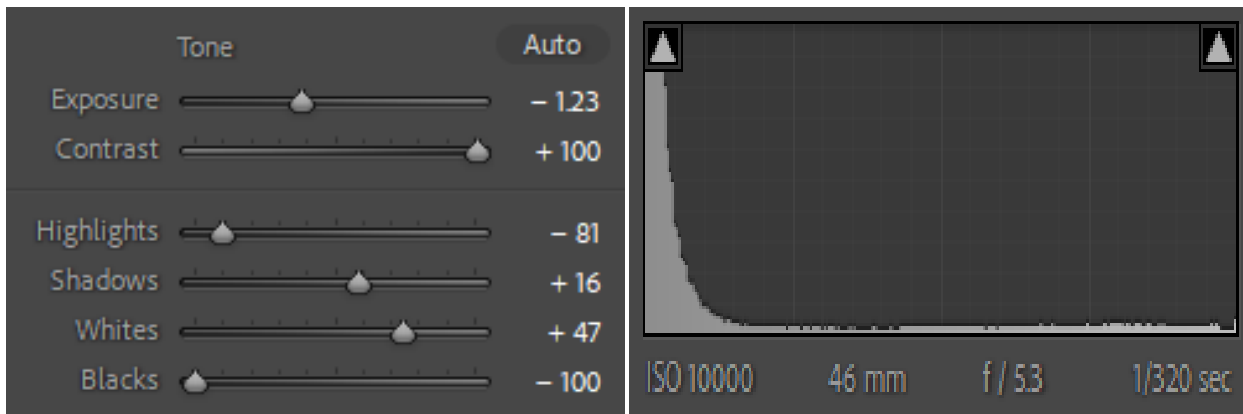 Tone Auto
Exposure – 1.23
Contrast + 100
Highlights – 81
Shadows + 16
Whites + 47
Blacks – 100
ISO 10000 46 mm f / 5.3 1/320 sec